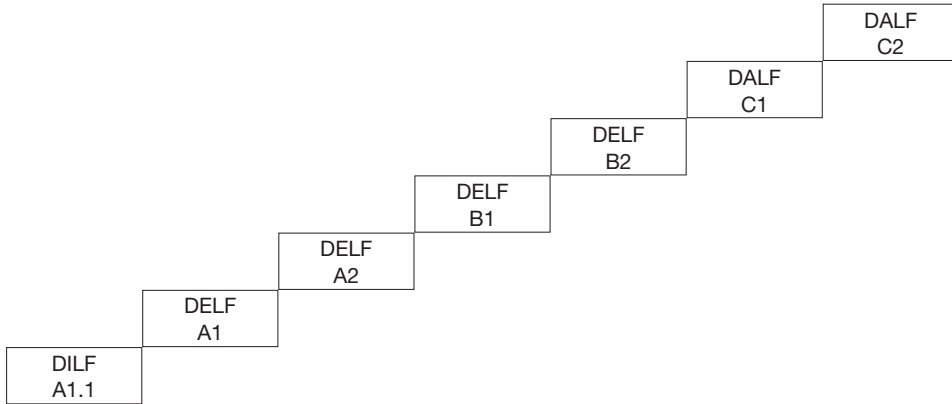 DALF
C2
DALF
C1
DELF
B2
DELF
B1
DELF
A2
DELF
A1
DILF
A1.1